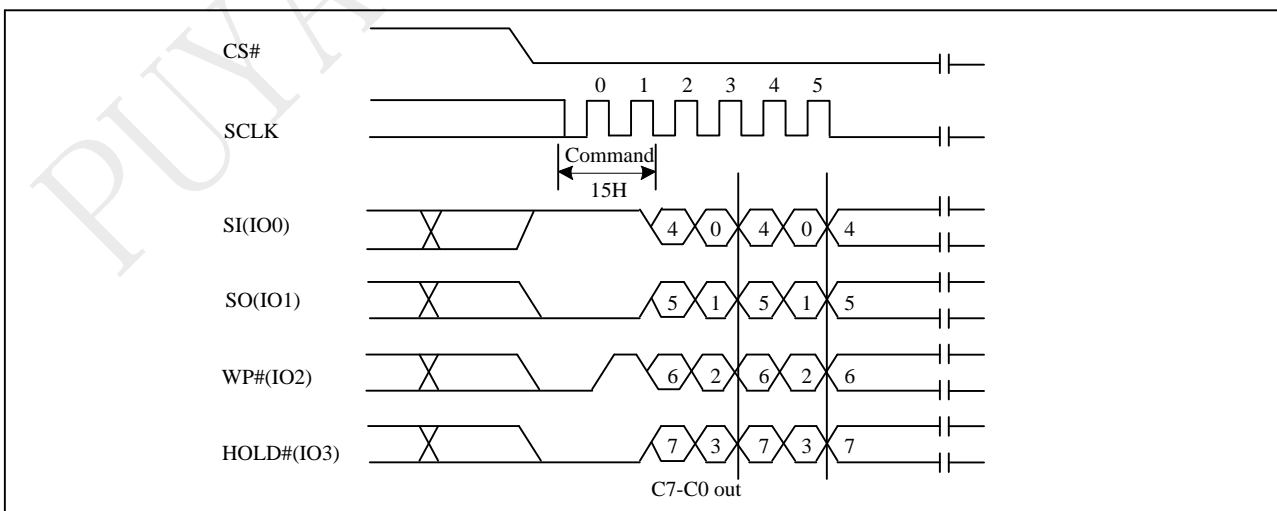 PUYA
CS#
0 1 2 3 4 5
SCLK
Command
15H
SI(IO0) 4 0 4 0 4
SO(IO1) 5 1 5 1 5
WP#(IO2) 6 2 6 2 6
HOLD#(IO3) 7 3 7 3 7
C7-C0 out